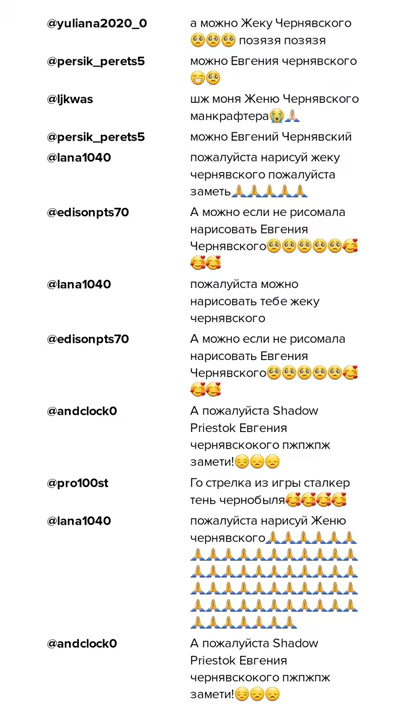 @yuliana2020_0 а можно Жеку Чернявского
🥺🥺🥺 позязя позязя
@persik_perets5 можно Евгения чернявского
😁🥺
@ljkwas шж моня Женю Чернявского
манкрафтера😭🙏🏻
@persik_perets5 можно Евгений Чернявский
@lana1040 пожалуйста нарисуй жеку
чернявского пожалуйста
заметь🙏🙏🙏🙏🙏
@edisonpts70 А можно если не рисомала
нарисовать Евгения
Чернявского🥺🥺🥺🥺🥺🥰
🥰🥰
@lana1040 пожалуйста можно
нарисовать тебе жеку
чернявского
@edisonpts70 А можно если не рисомала
нарисовать Евгения
Чернявского🥺🥺🥺🥺🥺🥰
🥰🥰
@andclock0 А пожалуйста Shadow
Priestok Евгения
чернявскокого пжпжпж
замети!😔😞😞
@pro100st Го стрелка из игры сталкер
тень чернобыля🥰🥰🥰🥰
@lana1040 пожалуйста нарисуй Женю
чернявского🙏🙏🙏🙏🙏🙏
🙏🙏🙏🙏🙏🙏🙏🙏🙏🙏🙏
🙏🙏🙏🙏🙏🙏🙏🙏🙏🙏🙏
🙏🙏🙏🙏🙏🙏🙏🙏🙏🙏🙏
🙏🙏🙏🙏🙏🙏🙏🙏🙏🙏🙏
🙏🙏🙏🙏🙏🙏🙏
@andclock0 А пожалуйста Shadow
Priestok Евгения
чернявскокого пжпжпж
замети!😔😞😞